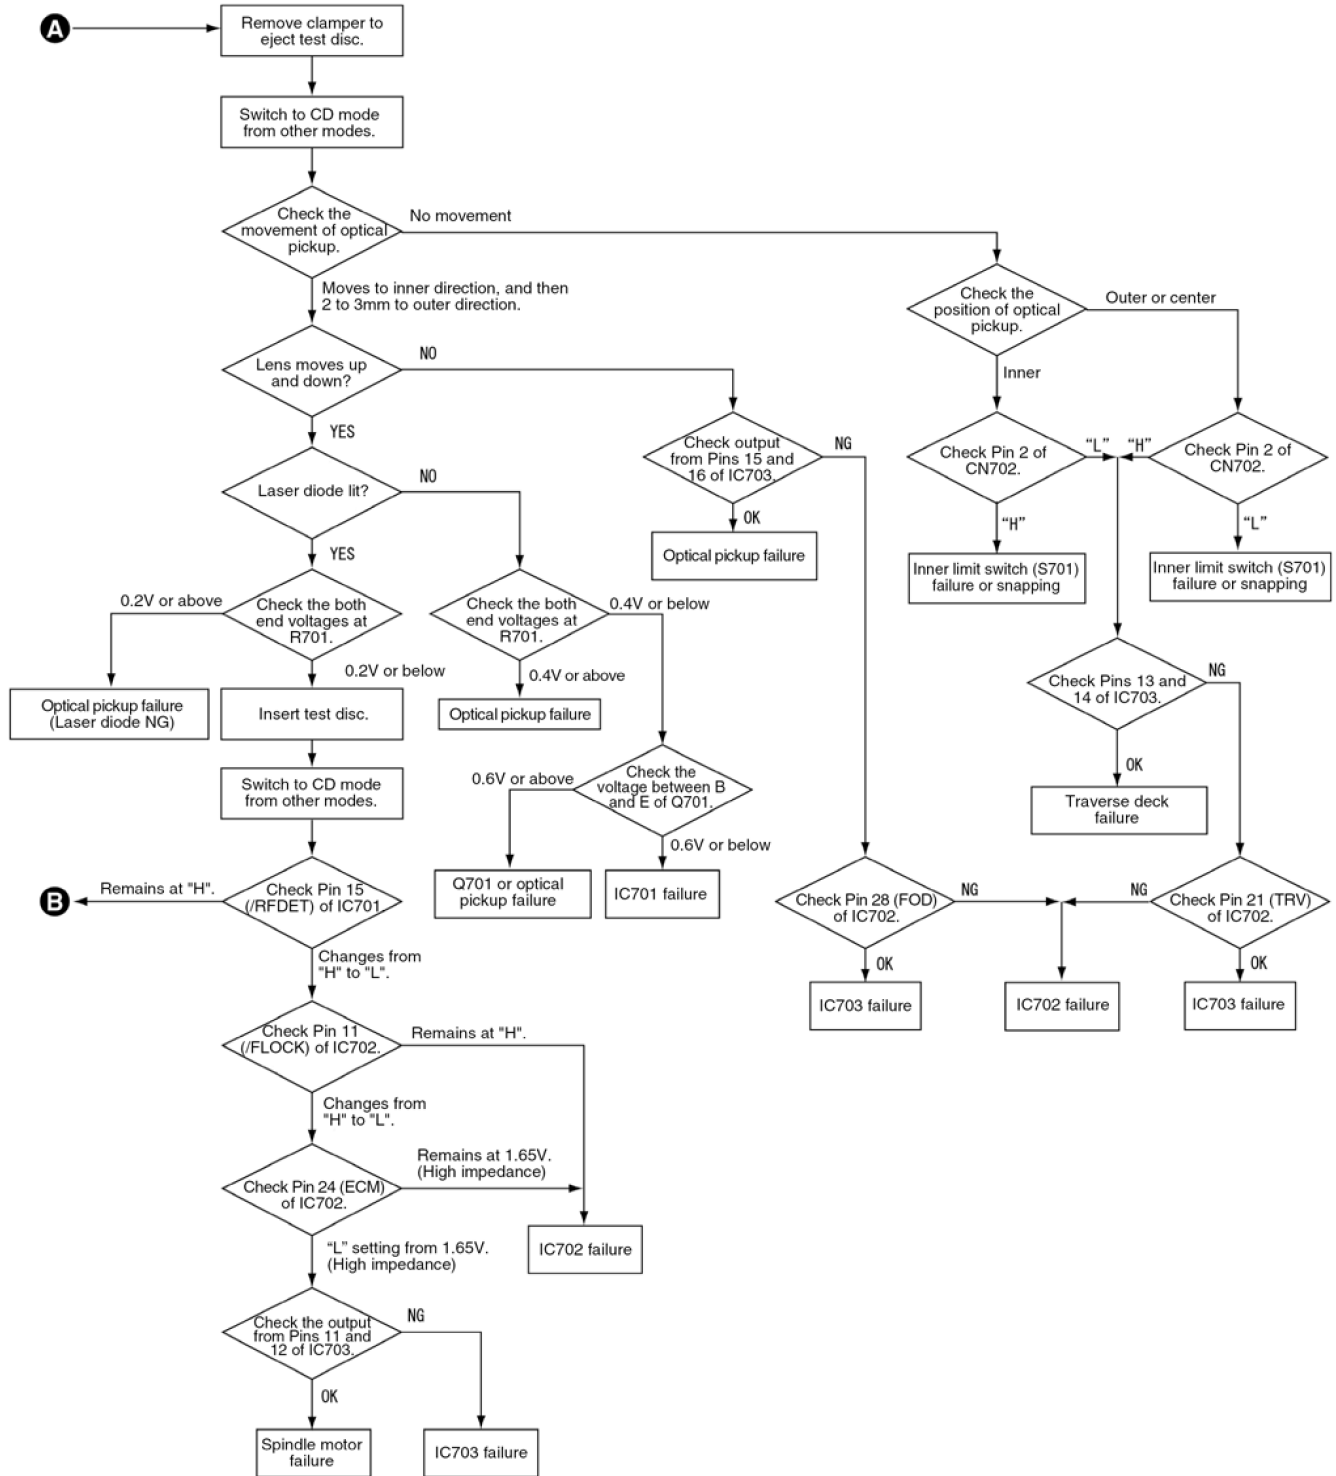 A
Remove clamper to
eject test disc.
Switch to CD mode
from other modes.
Check the
movement of optical
pickup.
No movement
Moves to inner direction, and then
2 to 3mm to outer direction.
Check the
position of optical
pickup.
Outer or center
Inner
Lens moves up
and down?
NO
YES
Check output
from Pins 15 and
16 of IC703.
NG
OK
Optical pickup failure
Check Pin 2 of
CN702.
"L"
"H"
Check Pin 2 of
CN702.
"H"
"L"
Inner limit switch (S701)
failure or snapping
Inner limit switch (S701)
failure or snapping
Laser diode lit?
NO
YES
0.2V or above
Check the both
end voltages at
R701.
0.2V or below
Check the both
end voltages at
R701.
0.4V or below
0.4V or above
Optical pickup failure
(Laser diode NG)
Insert test disc.
Optical pickup failure
Check Pins 13 and
14 of IC703.
NG
OK
Traverse deck
failure
Switch to CD mode
from other modes.
0.6V or above
Check the
voltage between B
and E of Q701.
0.6V or below
Q701 or optical
pickup failure
IC701 failure
B
Remains at "H".
Check Pin 15
(/RFDET) of IC701
Changes from
"H" to "L".
Check Pin 28 (FOD)
of IC702.
NG
NG
Check Pin 21 (TRV)
of IC702.
OK
OK
IC703 failure
IC702 failure
IC703 failure
Check Pin 11
(/FLOCK) of IC702.
Remains at "H".
Changes from
"H" to "L".
Check Pin 24 (ECM)
of IC702.
Remains at 1.65V.
(High impedance)
"L" setting from 1.65V.
(High impedance)
IC702 failure
Check the output
from Pins 11 and
12 of IC703.
NG
OK
Spindle motor
failure
IC703 failure